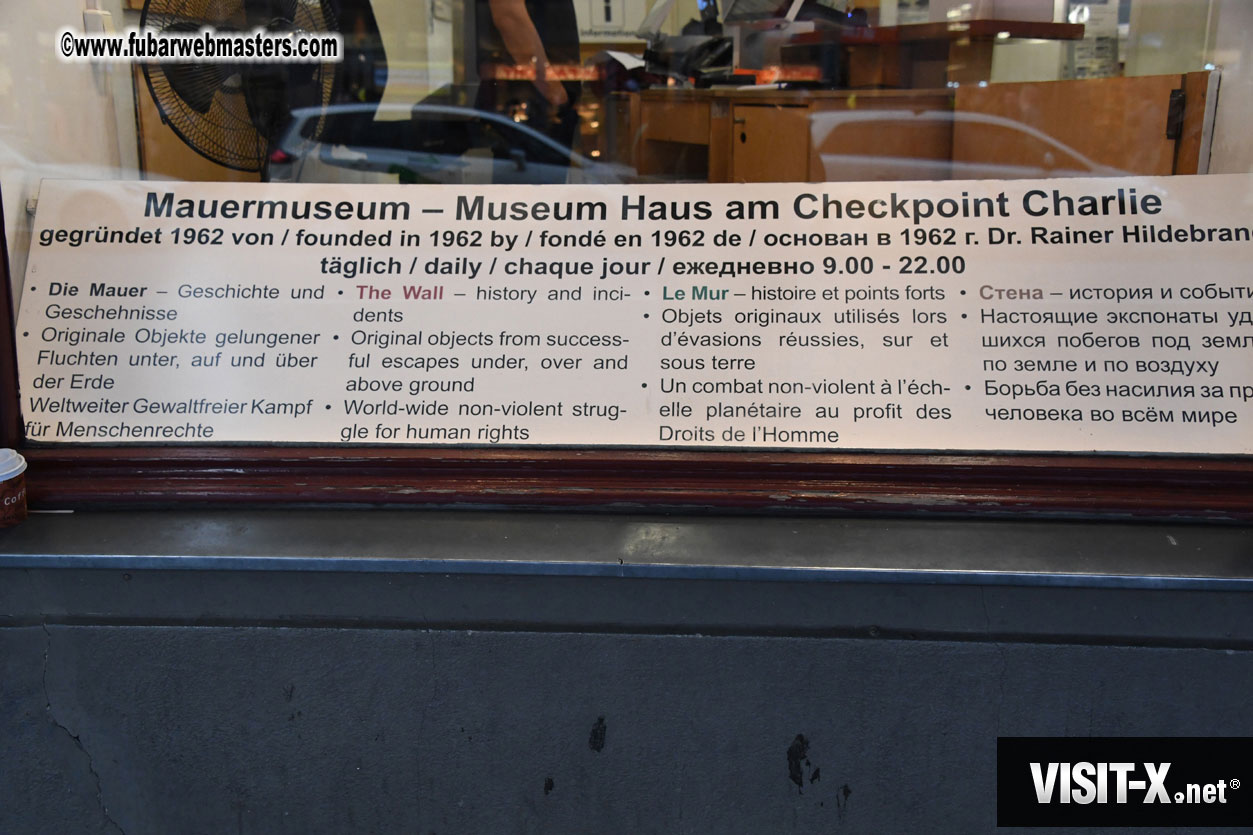 ©www.fubarwebmasters.com
information
Mauermuseum – Museum Haus am Checkpoint Charlie
gegründet 1962 von / founded in 1962 by / fondé en 1962 de / основан в 1962 г. Dr. Rainer
täglich / daily / chaque jour / ежедневно 9.00 - 22.00
• Die Mauer – Geschichte und
Geschehnisse
• Originale Objekte gelungener
Fluchten unter, auf und über
der Erde
Weltweiter Gewaltfreier Kampf
für Menschenrechte
• The Wall – history and inci-
dents
• Original objects from success-
ful escapes under, over and
above ground
• World-wide non-violent strug-
gle for human rights
• Le Mur – histoire et points forts
• Objets originaux utilisés lors
d’évasions réussies, sur et
sous terre
• Un combat non-violent à l’éch-
elle planétaire au profit des
Droits de l’Homme
• Стена – история и
• Настоящие экспонаты
шихся побегов под
по земле и по воздуху
• Борьба без насилия за
человека во всём мире
VISIT-X.net®